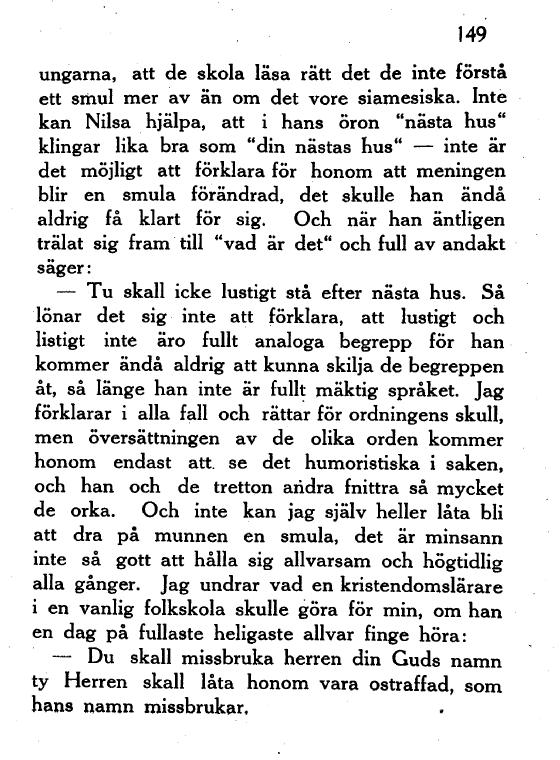 149
ungarna, att de skola läsa rätt det de inte förstå
ett smul mer av än om det vore siamesiska. Inte
kan Nilsa hjälpa, att i hans öron “nästa hus“
klingar lika bra som “din nästas hus“ — inte är
det möjligt att förklara för honom att meningen
blir en smula förändrad, det skulle han ändå
aldrig få klart för sig. Och när han äntligen
trälat sig fram till “vad är det“ och full av andakt
säger:
— Tu skall icke lustigt stå efter nästa hus. Så
lönar det sig inte att förklara, att lustigt och
listigt inte äro fullt analoga begrepp för han
kommer ändå aldrig att kunna skilja de begreppen
åt, så länge han inte är fullt mäktig språket. Jag
förklarar i alla fall och rättar för ordningens skull,
men översättningen av de olika orden kommer
honom endast att se det humoristiska i saken,
och han och de tretton andra fnittra så mycket
de orka. Och inte kan jag själv heller låta bli
att dra på munnen en smula, det är minsann
inte så gott att hålla sig allvarsam och högtidlig
alla gånger. Jag undrar vad en kristendomslärare
i en vanlig folkskola skulle göra för min, om han
en dag på fullaste heligaste allvar finge höra:
— Du skall missbruka herren din Guds namn
ty Herren skall låta honom vara ostraffad, som
hans namn missbrukar.